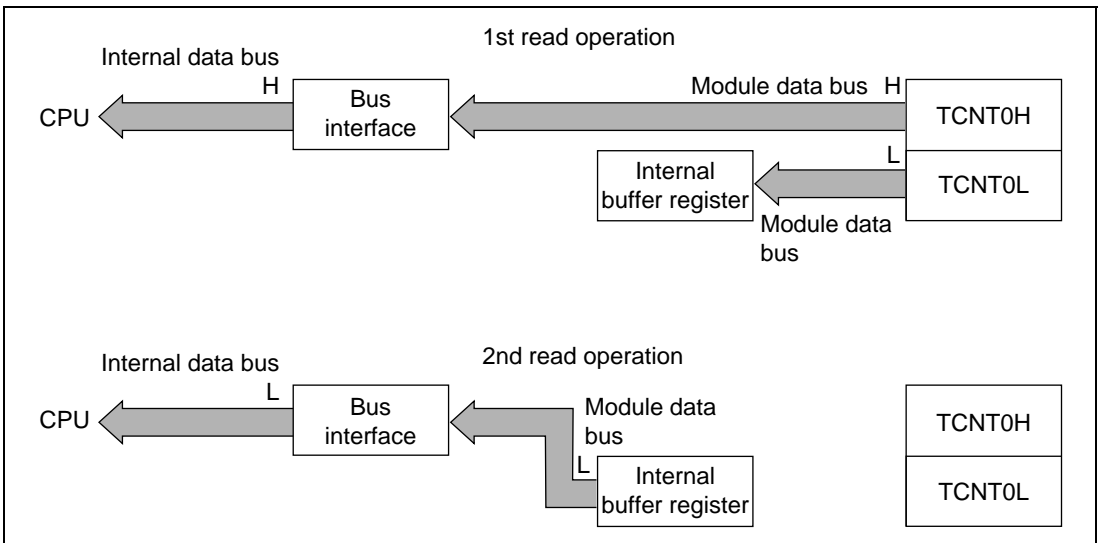 1st read operation
Internal data bus
H
CPU
Bus
interface
Module data bus H
TCNT0H
L
Internal
buffer register
TCNT0L
Module data
bus
2nd read operation
Internal data bus
L
CPU
Bus
interface
Module data
bus
TCNT0H
L
Internal
buffer register
TCNT0L